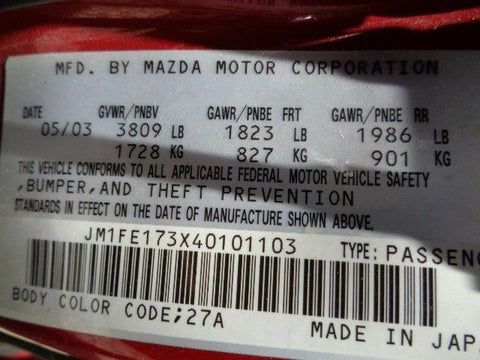 MFD. BY MAZDA MOTOR CORPORATION
DATE GVWR/PNBV GAWR/PNBE FRT GAWR/PNBE RR
05/03 3809 LB 1823 LB 1986 LB
1728 KG 827 KG 901 KG
THIS VEHICLE CONFORMS TO ALL APPLICABLE FEDERAL MOTOR VEHICLE SAFETY
,BUMPER,AND THEFT PREVENTION
STANDARDS IN EFFECT ON THE DATE OF MANUFACTURE SHOWN ABOVE.
JM1FE173X40101103 TYPE: PASSENG
BODY COLOR CODE;27A
MADE IN JAP